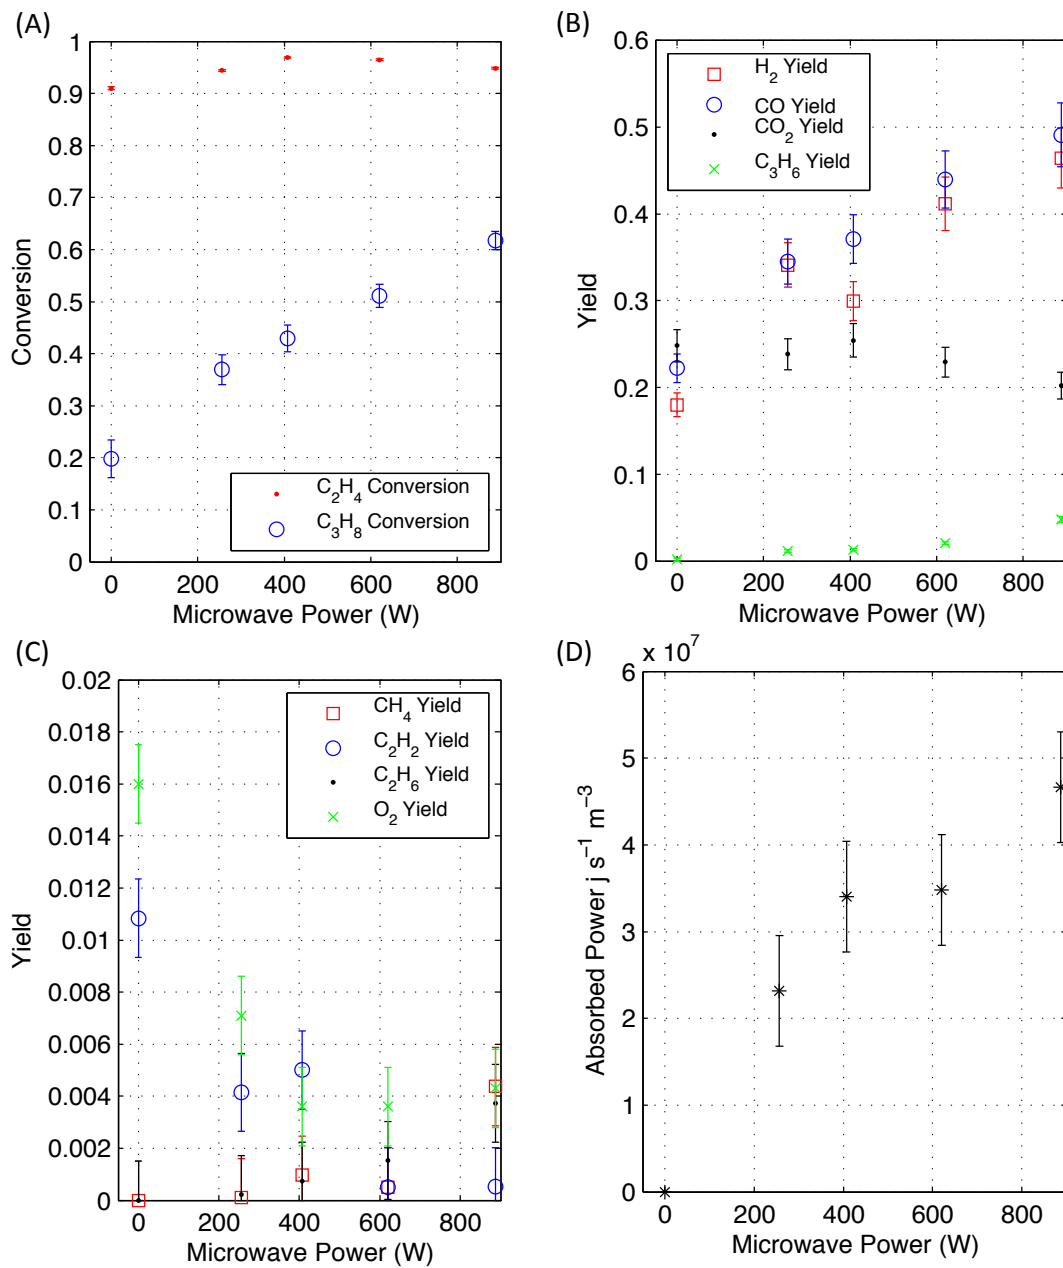 (A)
1
0.9
0.8
0.7
0.6
0.5
0.4
0.3
0.2
0.1
0
Conversion
C2H4 Conversion
C3H8 Conversion
0 200 400 600 800
Microwave Power (W)
(B)
0.6
0.5
0.4
0.3
0.2
0.1
0
Yield
H2 Yield
CO Yield
CO2 Yield
C3H6 Yield
0 200 400 600 800
Microwave Power (W)
(C)
0.02
0.018
0.016
0.014
0.012
0.01
0.008
0.006
0.004
0.002
0
Yield
CH4 Yield
C2H2 Yield
C2H6 Yield
O2 Yield
0 200 400 600 800
Microwave Power (W)
(D)
x 10⁷
6
5
4
3
2
1
0
Absorbed Power j s⁻¹ m⁻³
0 200 400 600 800
Microwave Power (W)